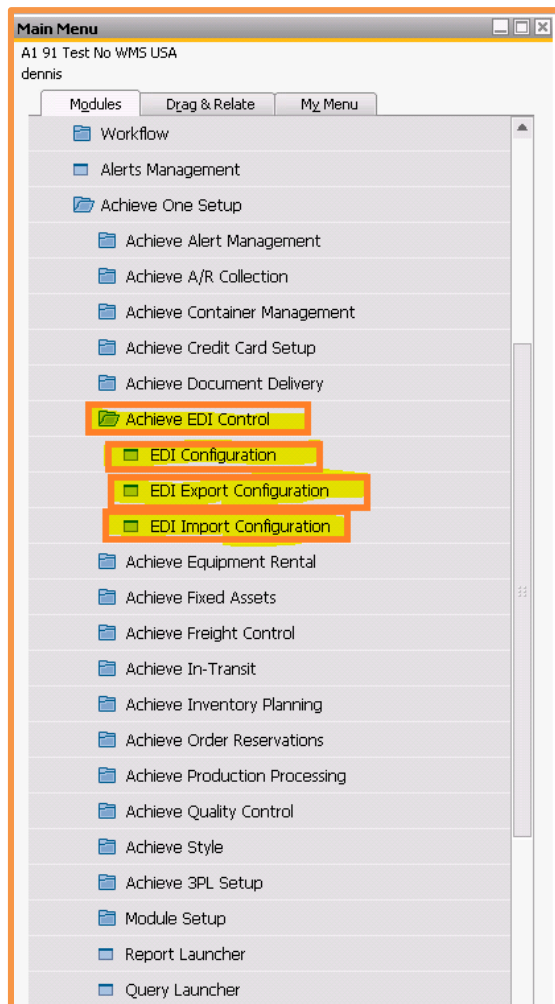 Main Menu
A1 91 Test No WMS USA
dennis
Modules Drag & Relate My Menu
Workflow
Alerts Management
Achieve One Setup
Achieve Alert Management
Achieve A/R Collection
Achieve Container Management
Achieve Credit Card Setup
Achieve Document Delivery
Achieve EDI Control
EDI Configuration
EDI Export Configuration
EDI Import Configuration
Achieve Equipment Rental
Achieve Fixed Assets
Achieve Freight Control
Achieve In-Transit
Achieve Inventory Planning
Achieve Order Reservations
Achieve Production Processing
Achieve Quality Control
Achieve Style
Achieve 3PL Setup
Module Setup
Report Launcher
Query Launcher